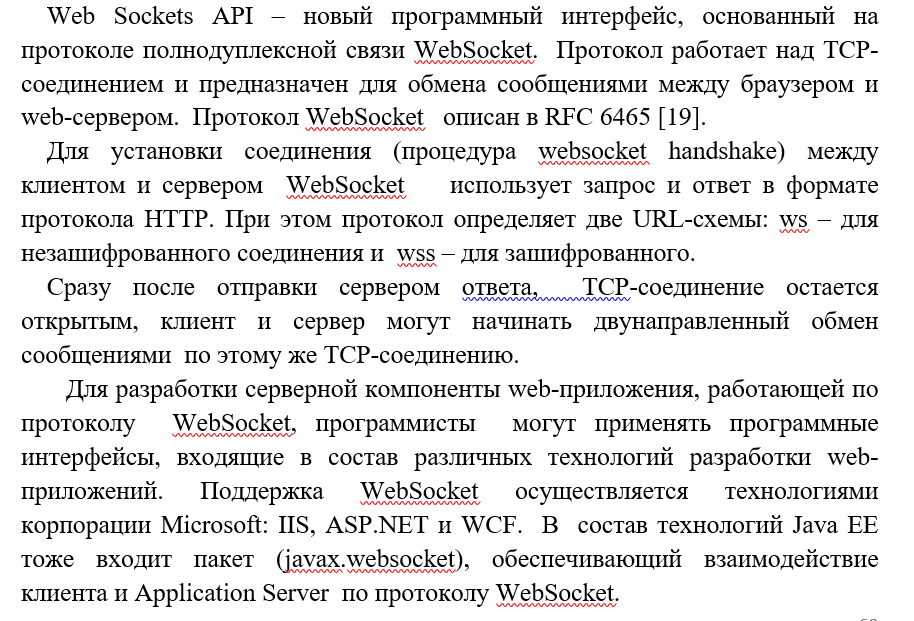 Web Sockets API – новый программный интерфейс, основанный на
протоколе полнодуплексной связи WebSocket. Протокол работает над TCP-
соединением и предназначен для обмена сообщениями между браузером и
web-сервером. Протокол WebSocket описан в RFC 6465 [19].
Для установки соединения (процедура websocket handshake) между
клиентом и сервером WebSocket использует запрос и ответ в формате
протокола HTTP. При этом протокол определяет две URL-схемы: ws – для
незашифрованного соединения и wss – для зашифрованного.
Сразу после отправки сервером ответа, TCP-соединение остается
открытым, клиент и сервер могут начинать двунаправленный обмен
сообщениями по этому же TCP-соединению.
Для разработки серверной компоненты web-приложения, работающей по
протоколу WebSocket, программисты могут применять программные
интерфейсы, входящие в состав различных технологий разработки web-
приложений. Поддержка WebSocket осуществляется технологиями
корпорации Microsoft: IIS, ASP.NET и WCF. В состав технологий Java EE
тоже входит пакет (javax.websocket), обеспечивающий взаимодействие
клиента и Application Server по протоколу WebSocket.